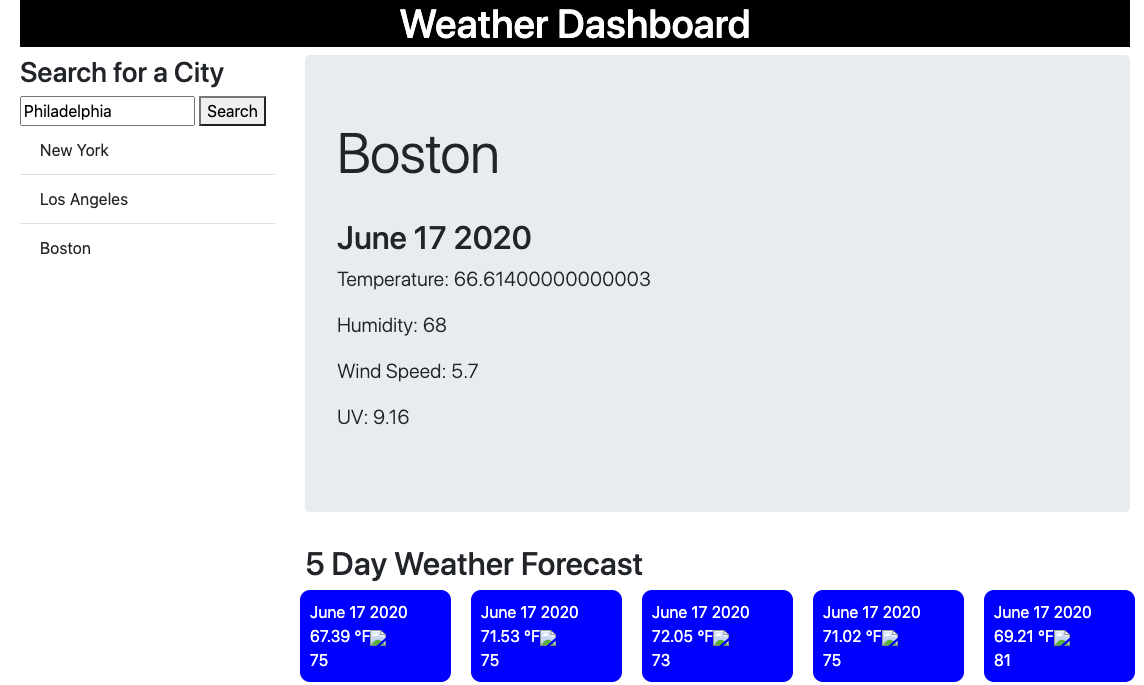 Weather Dashboard
Search for a City
Philadelphia Search
New York
Los Angeles
Boston
Boston
June 17 2020
Temperature: 66.61400000000003
Humidity: 68
Wind Speed: 5.7
UV: 9.16
5 Day Weather Forecast
June 17 2020
67.39 °F
75
June 17 2020
71.53 °F
75
June 17 2020
72.05 °F
73
June 17 2020
71.02 °F
75
June 17 2020
69.21 °F
81